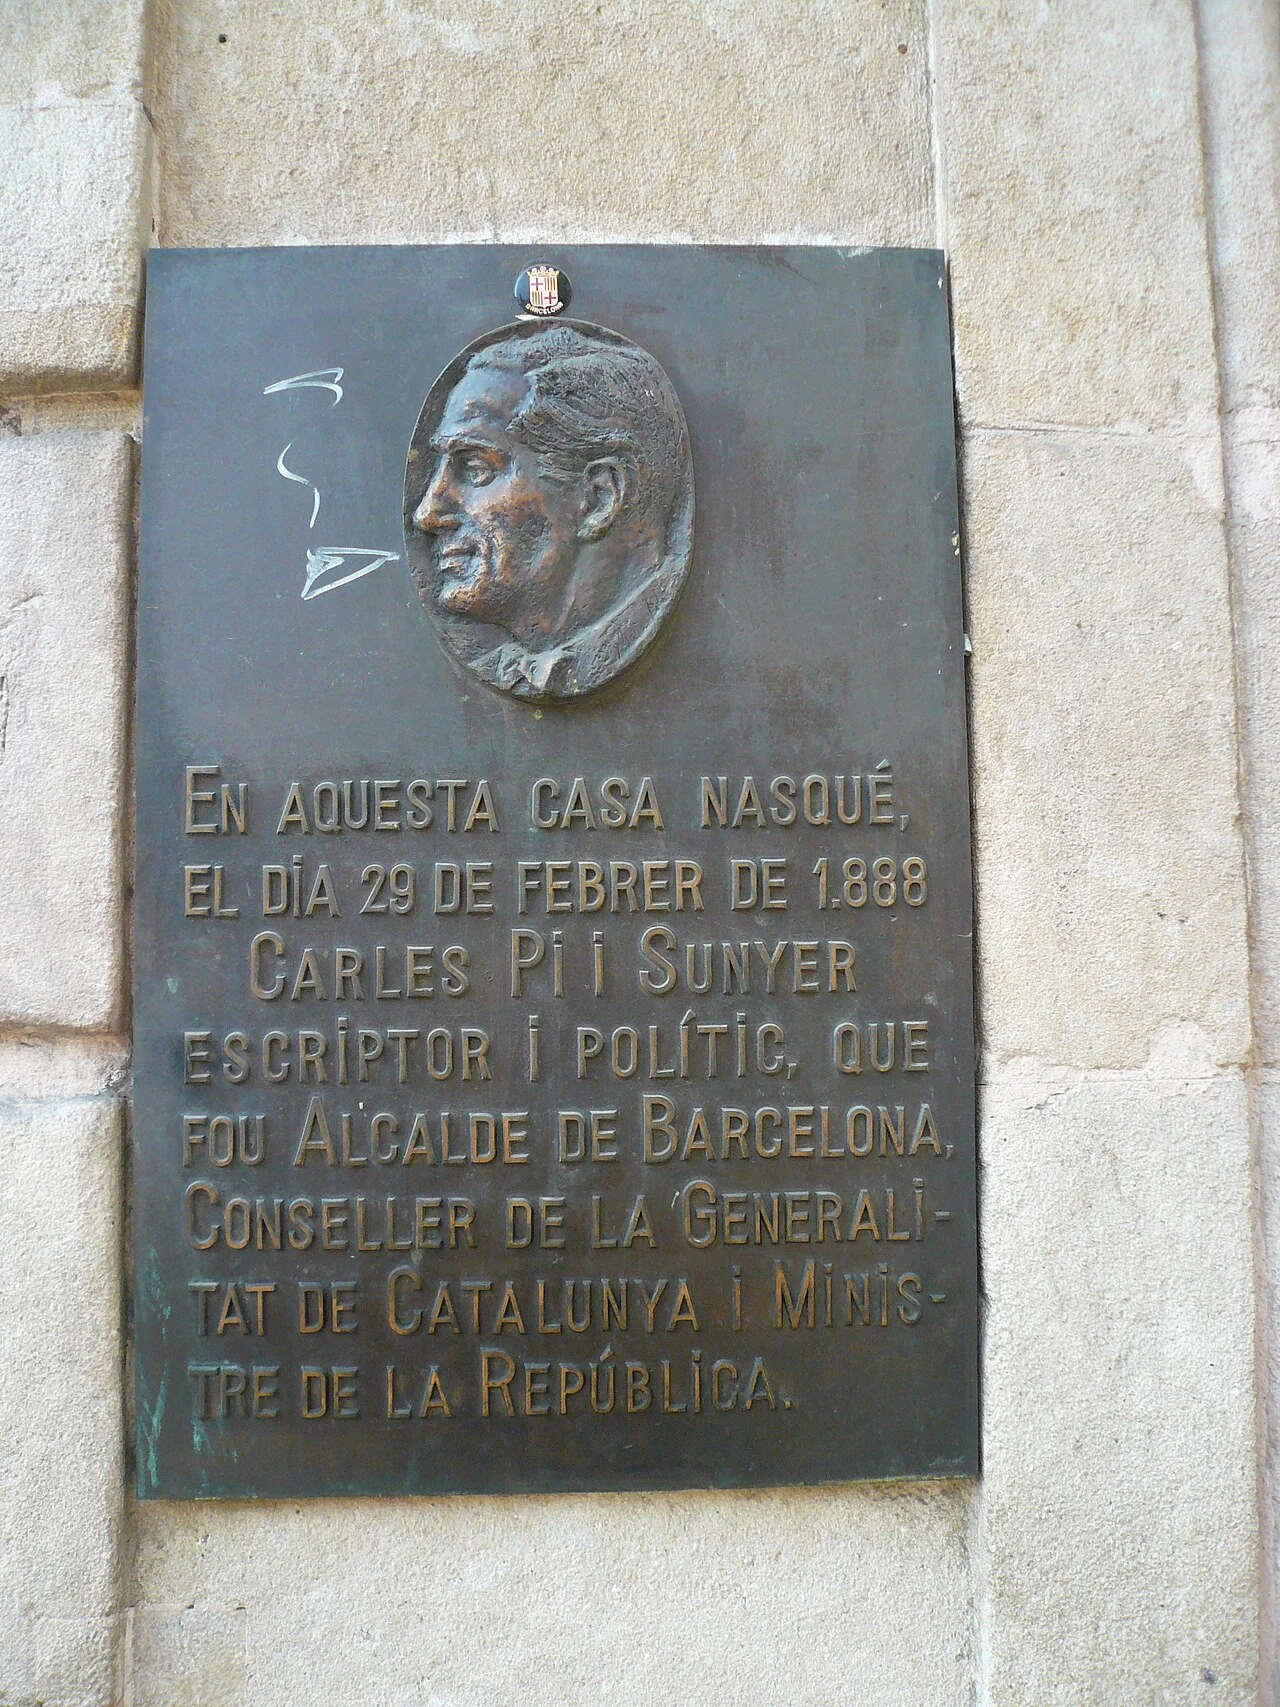 BARCELONA
EN AQUESTA CASA NASQUÉ,
EL DIA 29 DE FEBRER DE 1.888
CARLES PI I SUNYER
ESCRIPTOR I POLÍTIC, QUE
FOU ALCALDE DE BARCELONA,
CONSELLER DE LA GENERALI-
TAT DE CATALUNYA I MINIS-
TRE DE LA REPÚBLICA.